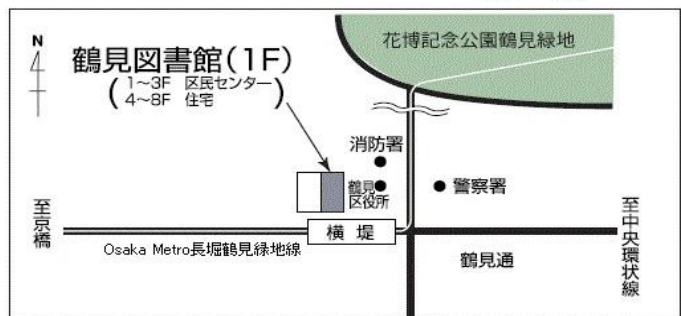 N
花博記念公園鶴見緑地
鶴見図書館(1F)
(1~3F 区民センター
4~8F 住宅)
消防署
鶴見
区役所
警察署
至京橋
横堤
Osaka Metro長堀鶴見緑地線
鶴見通
至中央環状線